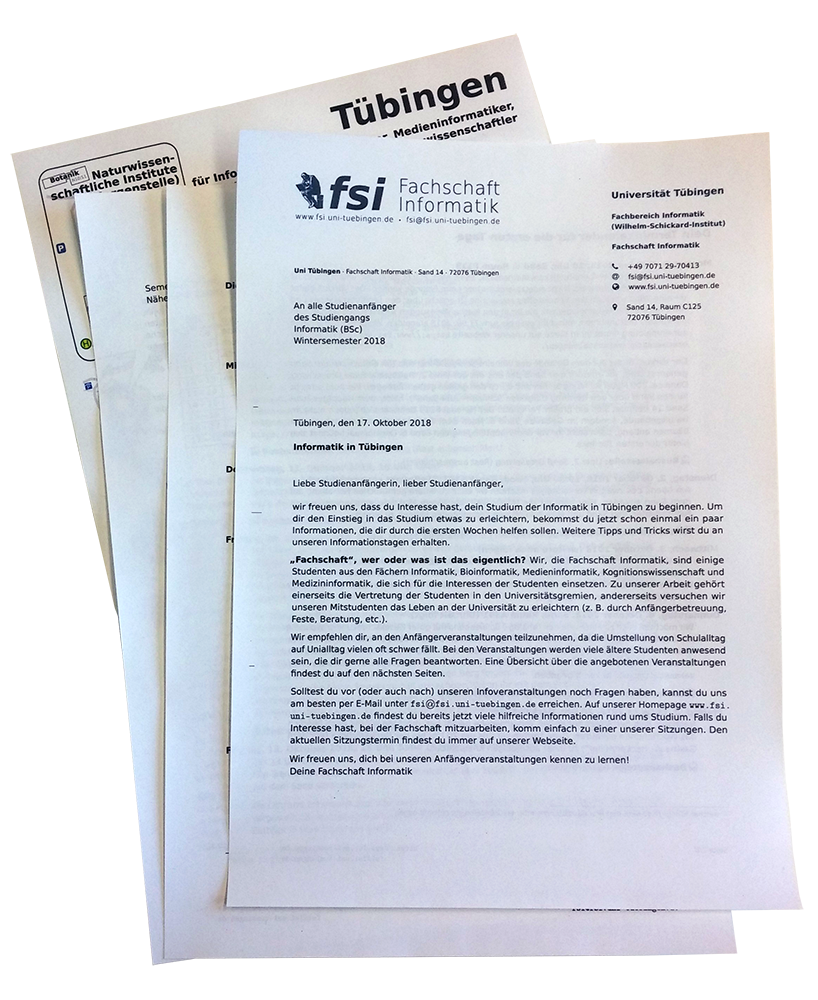 Tübingen
Medieninformatiker,
Botanik
Naturwissen-
schaftliche Institute
für Info
P
H
Seme
Nähe
fsi Fachschaft
Informatik
www.fsi.uni-tuebingen.de • fsi@fsi.uni-tuebingen.de
Universität Tübingen
Fachbereich Informatik
(Wilhelm-Schickard-Institut)
Fachschaft Informatik
+49 7071 29-70413
fsi@fsi.uni-tuebingen.de
www.fsi.uni-tuebingen.de
Sand 14, Raum C125
72076 Tübingen
Uni Tübingen · Fachschaft Informatik · Sand 14 · 72076 Tübingen
An alle Studienanfänger
des Studiengangs
Informatik (BSc)
Wintersemester 2018
Tübingen, den 17. Oktober 2018
Informatik in Tübingen
Liebe Studienanfängerin, lieber Studienanfänger,
wir freuen uns, dass du Interesse hast, dein Studium der Informatik in Tübingen zu beginnen. Um
dir den Einstieg in das Studium etwas zu erleichtern, bekommst du jetzt schon einmal ein paar
Informationen, die dir durch die ersten Wochen helfen sollen. Weitere Tipps und Tricks wirst du an
unseren Informationstagen erhalten.
„Fachschaft“, wer oder was ist das eigentlich? Wir, die Fachschaft Informatik, sind einige
Studenten aus den Fächern Informatik, Bioinformatik, Medieninformatik, Kognitionswissenschaft und
Medizininformatik, die sich für die Interessen der Studenten einsetzen. Zu unserer Arbeit gehört
einerseits die Vertretung der Studenten in den Universitätsgremien, andererseits versuchen wir
unseren Mitstudenten das Leben an der Universität zu erleichtern (z. B. durch Anfängerbetreuung,
Feste, Beratung, etc.).
Wir empfehlen dir, an den Anfängerveranstaltungen teilzunehmen, da die Umstellung von Schulalltag
auf Unialltag vielen oft schwer fällt. Bei den Veranstaltungen werden viele ältere Studenten anwesend
sein, die dir gerne alle Fragen beantworten. Eine Übersicht über die angebotenen Veranstaltungen
findest du auf den nächsten Seiten.
Solltest du vor (oder auch nach) unseren Infoveranstaltungen noch Fragen haben, kannst du uns
am besten per E-Mail unter fsi@fsi.uni-tuebingen.de erreichen. Auf unserer Homepage www.fsi.
uni-tuebingen.de findest du bereits jetzt viele hilfreiche Informationen rund ums Studium. Falls du
Interesse hast, bei der Fachschaft mitzuarbeiten, komm einfach zu einer unserer Sitzungen. Den
aktuellen Sitzungstermin findest du immer auf unserer Webseite.
Wir freuen uns, dich bei unseren Anfängerveranstaltungen kennen zu lernen!
Deine Fachschaft Informatik